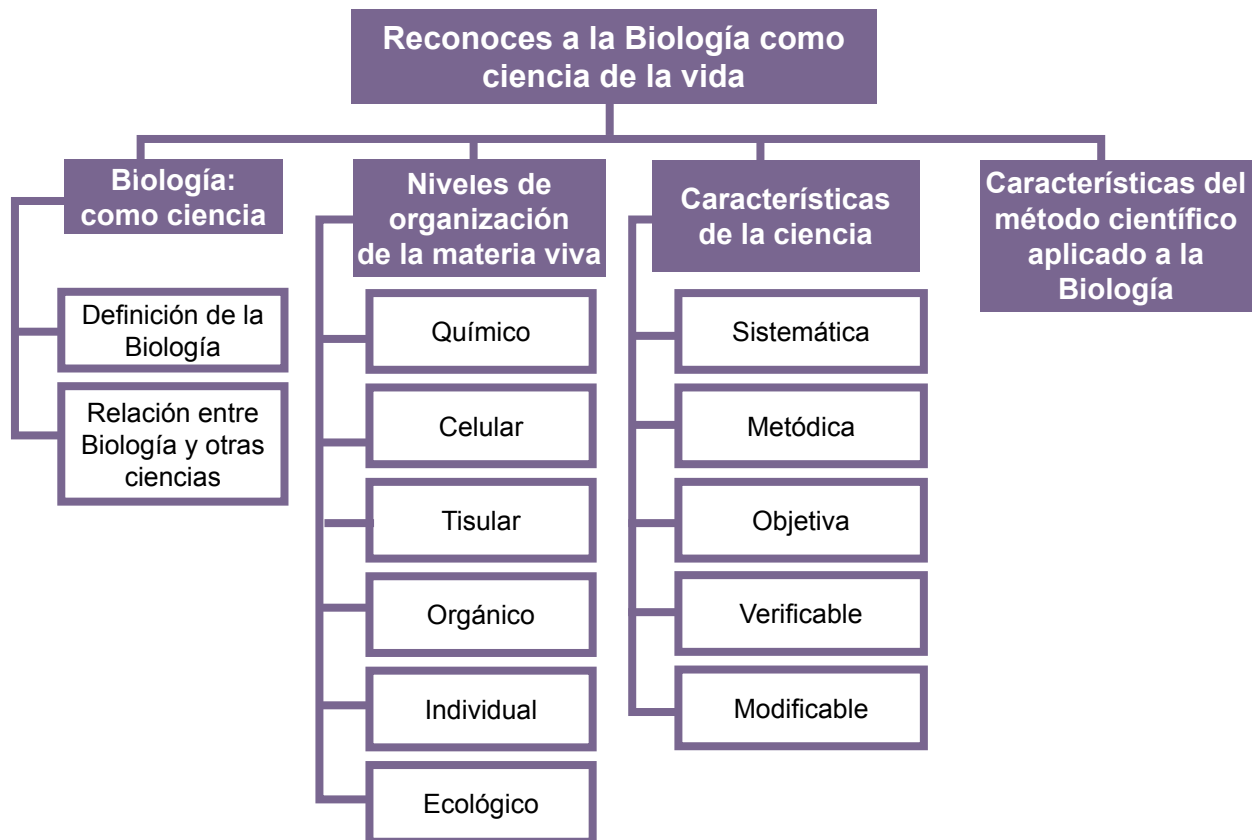 Reconoces a la Biología como
ciencia de la vida
Biología:
como ciencia
Definición de la
Biología
Relación entre
Biología y otras
ciencias
Niveles de
organización
de la materia viva
Químico
Celular
Tisular
Orgánico
Individual
Ecológico
Características
de la ciencia
Sistemática
Metódica
Objetiva
Verificable
Modificable
Características del
método científico
aplicado a la
Biología